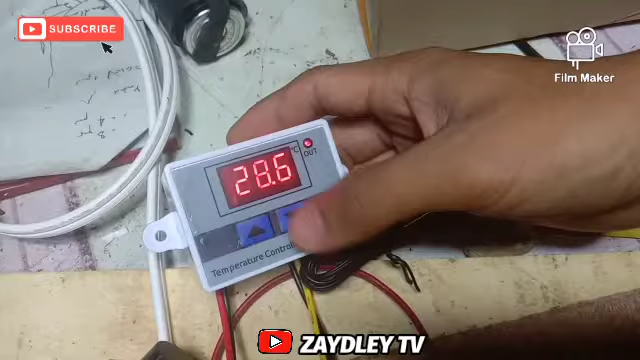 SUBSCRIBE
Film Maker
28.6
°C
OUT
Temperature Control
ZAYDLEY TV